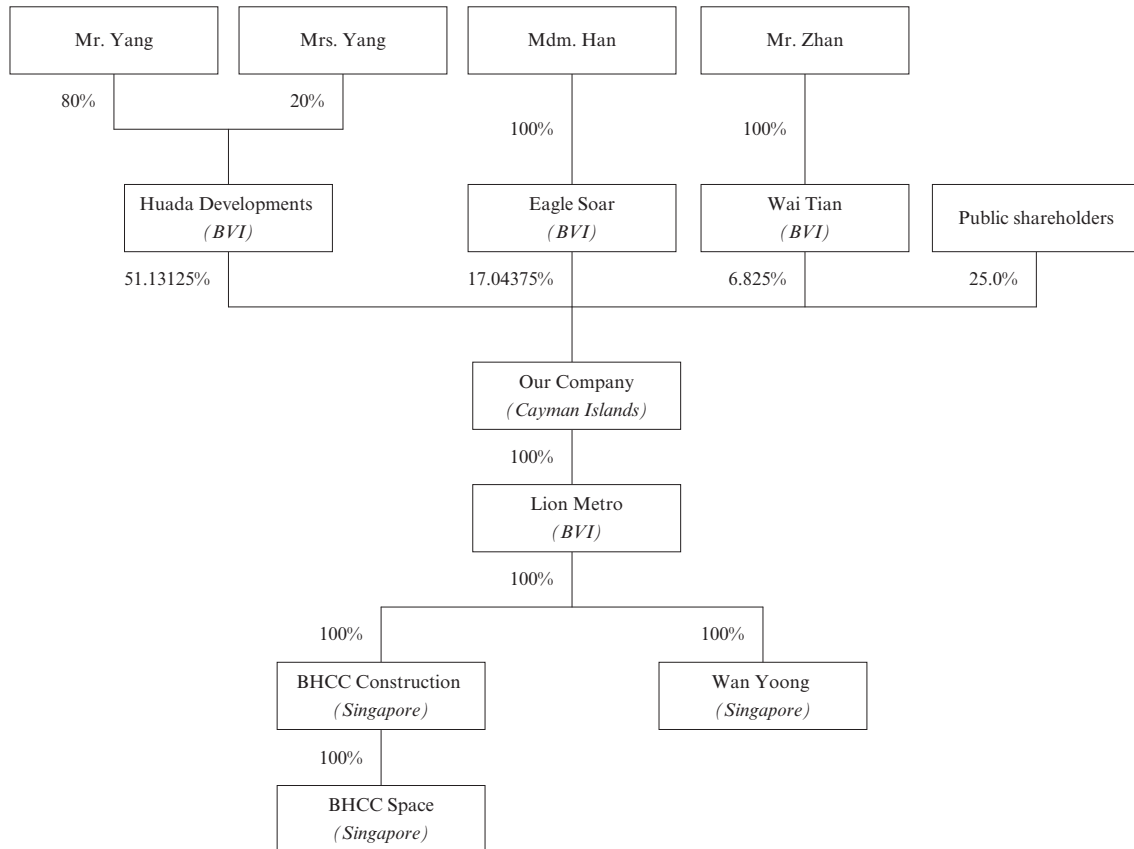 Mr. Yang
Mrs. Yang
Mdm. Han
Mr. Zhan
80%
20%
100%
100%
Huada Developments
(BVI)
Eagle Soar
(BVI)
Wai Tian
(BVI)
Public shareholders
51.13125%
17.04375%
6.825%
25.0%
Our Company
(Cayman Islands)
100%
Lion Metro
(BVI)
100%
100%
100%
BHCC Construction
(Singapore)
Wan Yoong
(Singapore)
100%
BHCC Space
(Singapore)